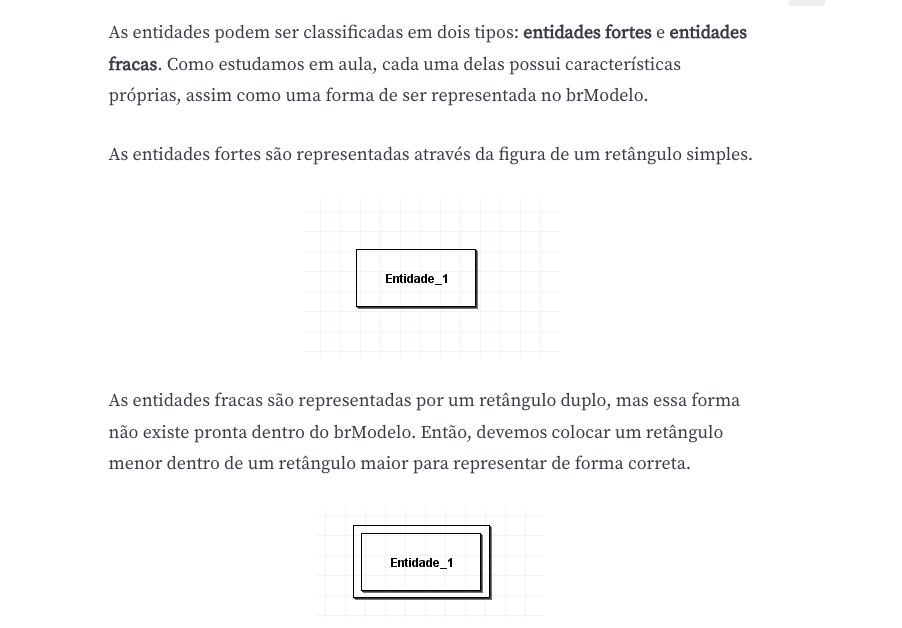 As entidades podem ser classificadas em dois tipos: entidades fortes e entidades
fracas. Como estudamos em aula, cada uma delas possui características
próprias, assim como uma forma de ser representada no brModelo.
As entidades fortes são representadas através da figura de um retângulo simples.
Entidade_1
As entidades fracas são representadas por um retângulo duplo, mas essa forma
não existe pronta dentro do brModelo. Então, devemos colocar um retângulo
menor dentro de um retângulo maior para representar de forma correta.
Entidade_1